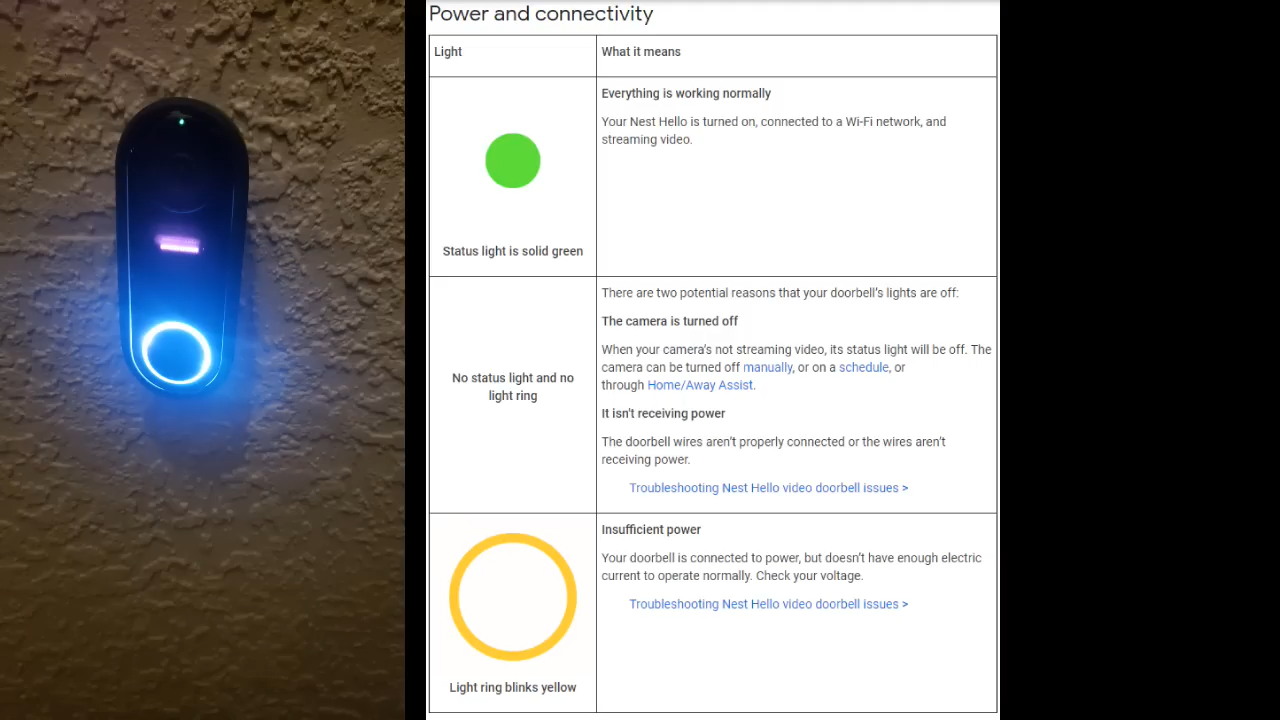 Power and connectivity
Light
What it means
Everything is working normally
Your Nest Hello is turned on, connected to a Wi-Fi network, and
streaming video.
Status light is solid green
There are two potential reasons that your doorbell's lights are off:
The camera is turned off
When your camera's not streaming video, its status light will be off. The
camera can be turned off manually, or on a schedule, or
through Home/Away Assist.
No status light and no
light ring
It isn't receiving power
The doorbell wires aren't properly connected or the wires aren't
receiving power.
Troubleshooting Nest Hello video doorbell issues >
Insufficient power
Your doorbell is connected to power, but doesn't have enough electric
current to operate normally. Check your voltage.
Troubleshooting Nest Hello video doorbell issues >
Light ring blinks yellow